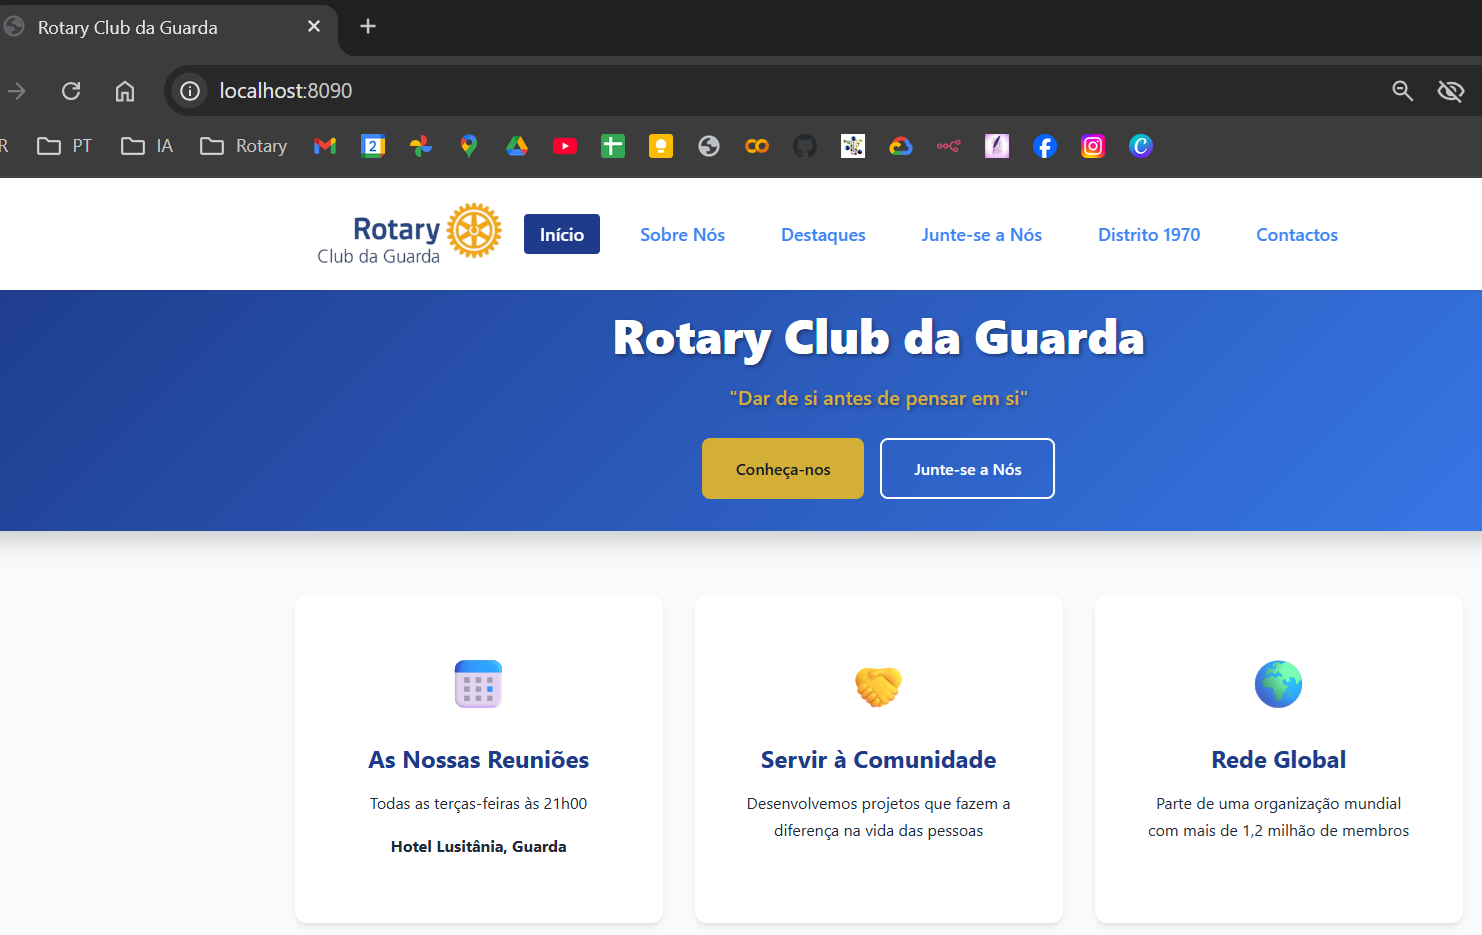 Rotary Club da Guarda
localhost:8090
R PT IA Rotary 2
Rotary
Club da Guarda
Início Sobre Nós Destaques Junte-se a Nós Distrito 1970 Contactos
Rotary Club da Guarda
"Dar de si antes de pensar em si"
Conheça-nos Junte-se a Nós
As Nossas Reuniões
Todas as terças-feiras às 21h00
Hotel Lusitânia, Guarda
Servir à Comunidade
Desenvolvemos projetos que fazem a
diferença na vida das pessoas
Rede Global
Parte de uma organização mundial
com mais de 1,2 milhão de membros